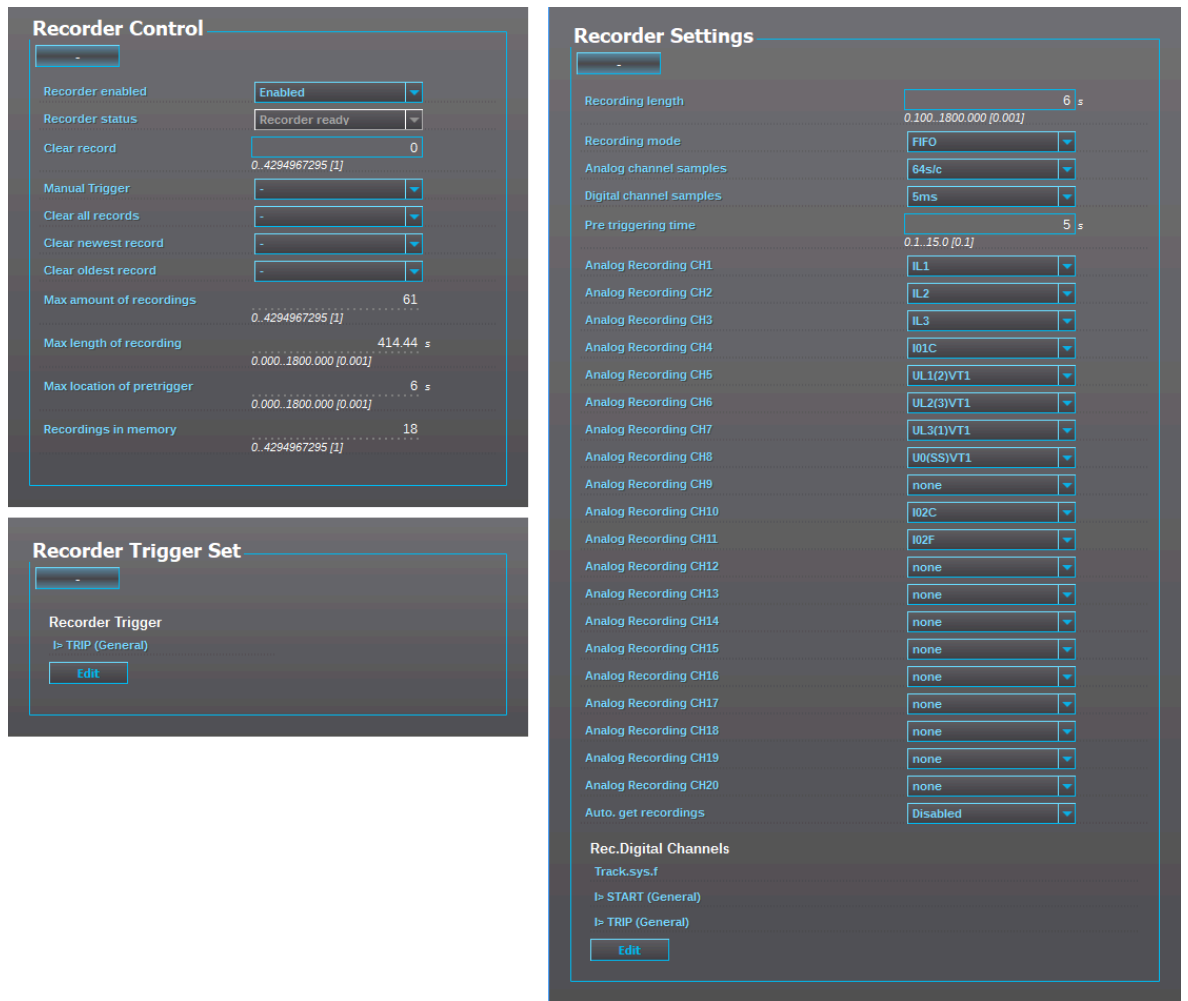 Recorder Control
-
Recorder enabled Enabled
Recorder status Recorder ready
Clear record 0
0..4294967295 [1]
Manual Trigger -
Clear all records -
Clear newest record -
Clear oldest record -
Max amount of recordings 61
0..4294967295 [1]
Max length of recording 414.44 s
0.000..1800.000 [0.001]
Max location of pretrigger 6 s
0.000..1800.000 [0.001]
Recordings in memory 18
0..4294967295 [1]
Recorder Trigger Set
-
Recorder Trigger
I> TRIP (General)
Edit
Recorder Settings
-
Recording length 6 s
0.100..1800.000 [0.001]
Recording mode FIFO
Analog channel samples 64s/c
Digital channel samples 5ms
Pre triggering time 5 s
0.1..15.0 [0.1]
Analog Recording CH1 IL1
Analog Recording CH2 IL2
Analog Recording CH3 IL3
Analog Recording CH4 I01C
Analog Recording CH5 UL1(2)VT1
Analog Recording CH6 UL2(3)VT1
Analog Recording CH7 UL3(1)VT1
Analog Recording CH8 U0(SS)VT1
Analog Recording CH9 none
Analog Recording CH10 I02C
Analog Recording CH11 I02F
Analog Recording CH12 none
Analog Recording CH13 none
Analog Recording CH14 none
Analog Recording CH15 none
Analog Recording CH16 none
Analog Recording CH17 none
Analog Recording CH18 none
Analog Recording CH19 none
Analog Recording CH20 none
Auto. get recordings Disabled
Rec.Digital Channels
Track.sys.f
I> START (General)
I> TRIP (General)
Edit